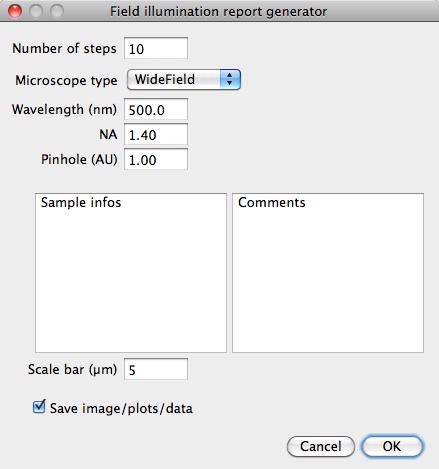 Field illumination report generator
Number of steps 10
Microscope type WideField
Wavelength (nm) 500.0
NA 1.40
Pinhole (AU) 1.00
Sample infos Comments
Scale bar (µm) 5
Save image/plots/data
Cancel OK